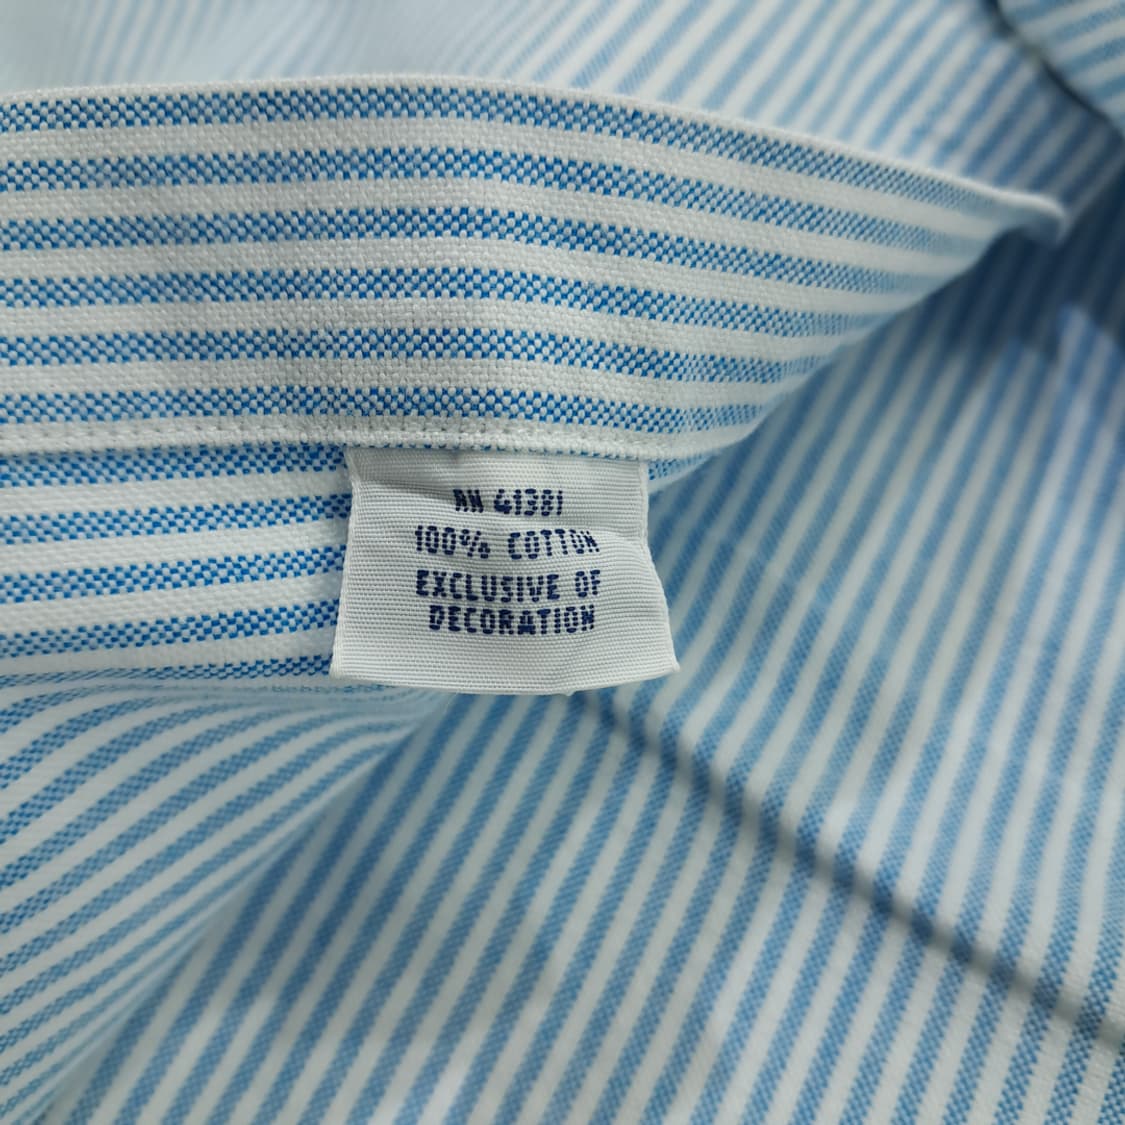 RN 41381
100% COTTON
EXCLUSIVE OF
DECORATION